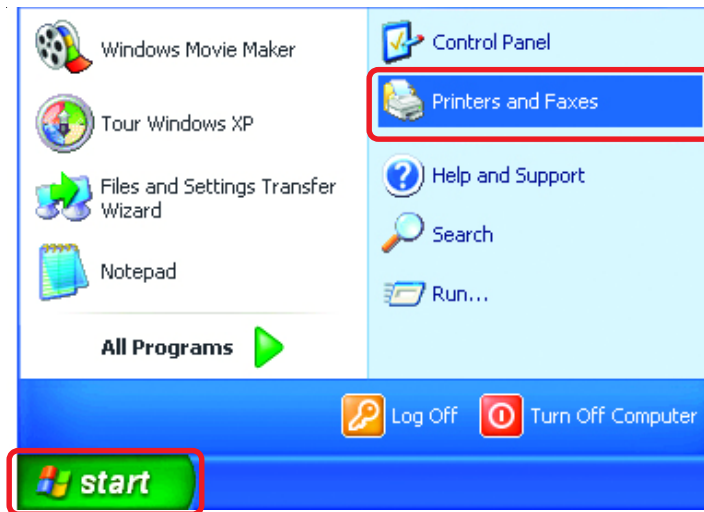 Windows Movie Maker
Tour Windows XP
Files and Settings Transfer
Wizard
Notepad
All Programs
Control Panel
Printers and Faxes
Help and Support
Search
Run...
Log Off
Turn Off Computer
start